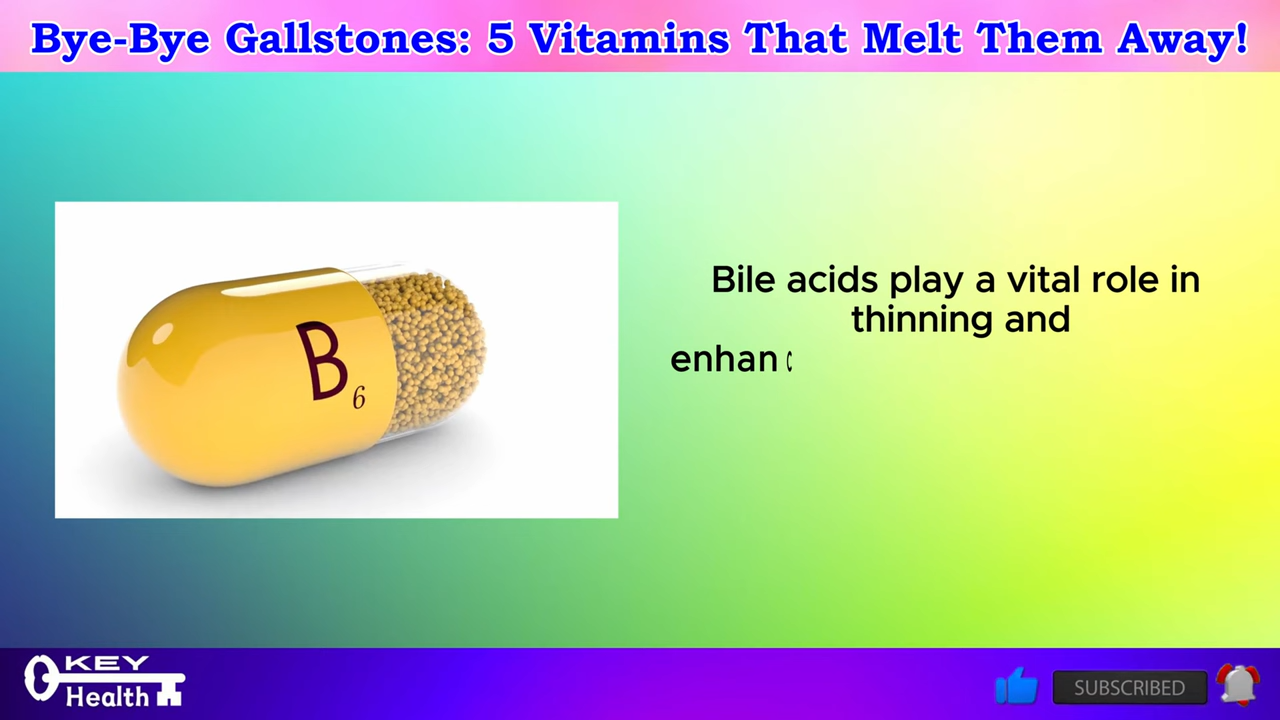 Bye-Bye Gallstones: 5 Vitamins That Melt Them Away!
B6
Bile acids play a vital role in
thinning and
enhan
KEY
Health
SUBSCRIBED